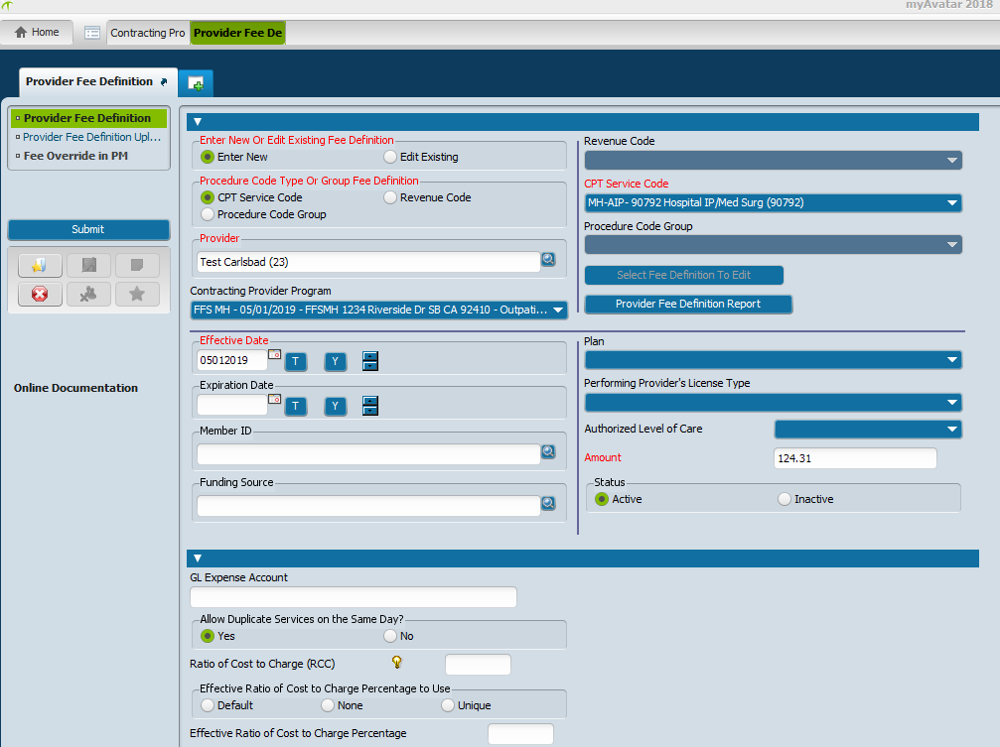 myAvatar 2018
Home
Contracting Pro
Provider Fee De
Provider Fee Definition
Provider Fee Definition
Provider Fee Definition Upl...
Fee Override in PM
Submit
Online Documentation
Enter New Or Edit Existing Fee Definition
Enter New
Edit Existing
Procedure Code Type Or Group Fee Definition
CPT Service Code
Revenue Code
Procedure Code Group
Provider
Test Carlsbad (23)
Contracting Provider Program
FFS MH - 05/01/2019 - FFSMH 1234 Riverside Dr SB CA 92410 - Outpati...
Revenue Code
CPT Service Code
MH-AIP- 90792 Hospital IP/Med Surg (90792)
Procedure Code Group
Select Fee Definition To Edit
Provider Fee Definition Report
Effective Date
05012019
T
Y
Expiration Date
T
Y
Member ID
Funding Source
Plan
Performing Provider's License Type
Authorized Level of Care
Amount
124.31
Status
Active
Inactive
GL Expense Account
Allow Duplicate Services on the Same Day?
Yes
No
Ratio of Cost to Charge (RCC)
Effective Ratio of Cost to Charge Percentage to Use
Default
None
Unique
Effective Ratio of Cost to Charge Percentage